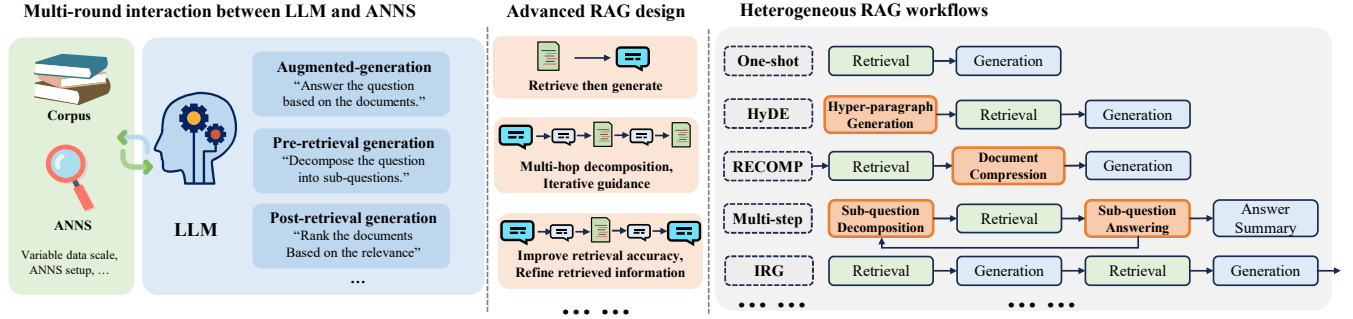 Multi-round interaction between LLM and ANNS
Corpus
ANNS
Variable data scale,
ANNS setup, …
LLM
Augmented-generation
“Answer the question
based on the documents.”
Pre-retrieval generation
“Decompose the question
into sub-questions.”
Post-retrieval generation
“Rank the documents
Based on the relevance”
…
Advanced RAG design
Retrieve then generate
Multi-hop decomposition,
Iterative guidance
Improve retrieval accuracy,
Refine retrieved information
… …
Heterogeneous RAG workflows
One-shot
Retrieval
Generation
HyDE
Hyper-paragraph
Generation
Retrieval
Generation
RECOMP
Retrieval
Document
Compression
Generation
Multi-step
Sub-question
Decomposition
Retrieval
Sub-question
Answering
Answer
Summary
IRG
Retrieval
Generation
Retrieval
Generation
… …
… …